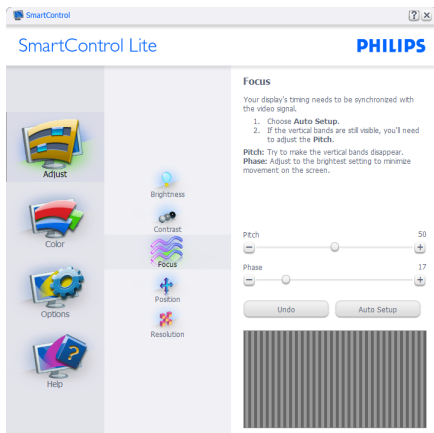 SmartControl
SmartControl Lite
PHILIPS
Adjust
Color
Options
Help
Brightness
Contrast
Focus
Position
Resolution
Focus
Your display's timing needs to be synchronized with
the video signal.
1. Choose Auto Setup.
2. If the vertical bands are still visible, you'll need
to adjust the Pitch.
Pitch: Try to make the vertical bands disappear.
Phase: Adjust to the brightest setting to minimize
movement on the screen.
Pitch 50
Phase 17
Undo Auto Setup